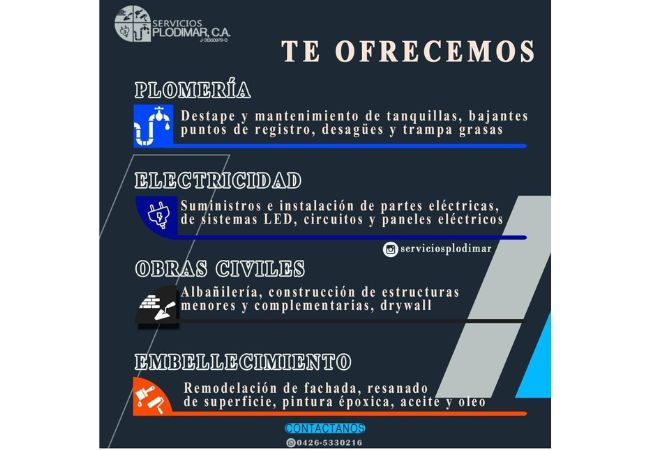 SERVICIOS
PLODIMAR, C.A.
TE OFRECEMOS
PLOMERÍA
Destape y mantenimiento de tanquillas, bajantes
puntos de registro, desagües y trampa grasas
ELECTRICIDAD
Suministros e instalación de partes eléctricas,
de sistemas LED, circuitos y paneles eléctricos
serviciosplodimar
OBRAS CIVILES
Albañilería, construcción de estructuras
menores y complementarias, drywall
EMBELLECIMIENTO
Remodelación de fachada, resanado
de superficie, pintura époxica, aceite y oleo
CONTACTANOS
0426-5330216